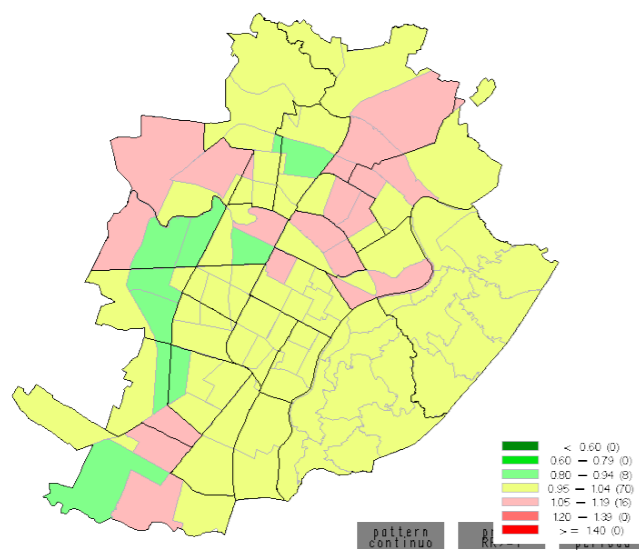 < 0.60 (0)
0.60 – 0.79 (0)
0.80 – 0.94 (8)
0.95 – 1.04 (70)
1.05 – 1.19 (16)
1.20 – 1.39 (0)
> = 1.40 (0)
pattern
continuo